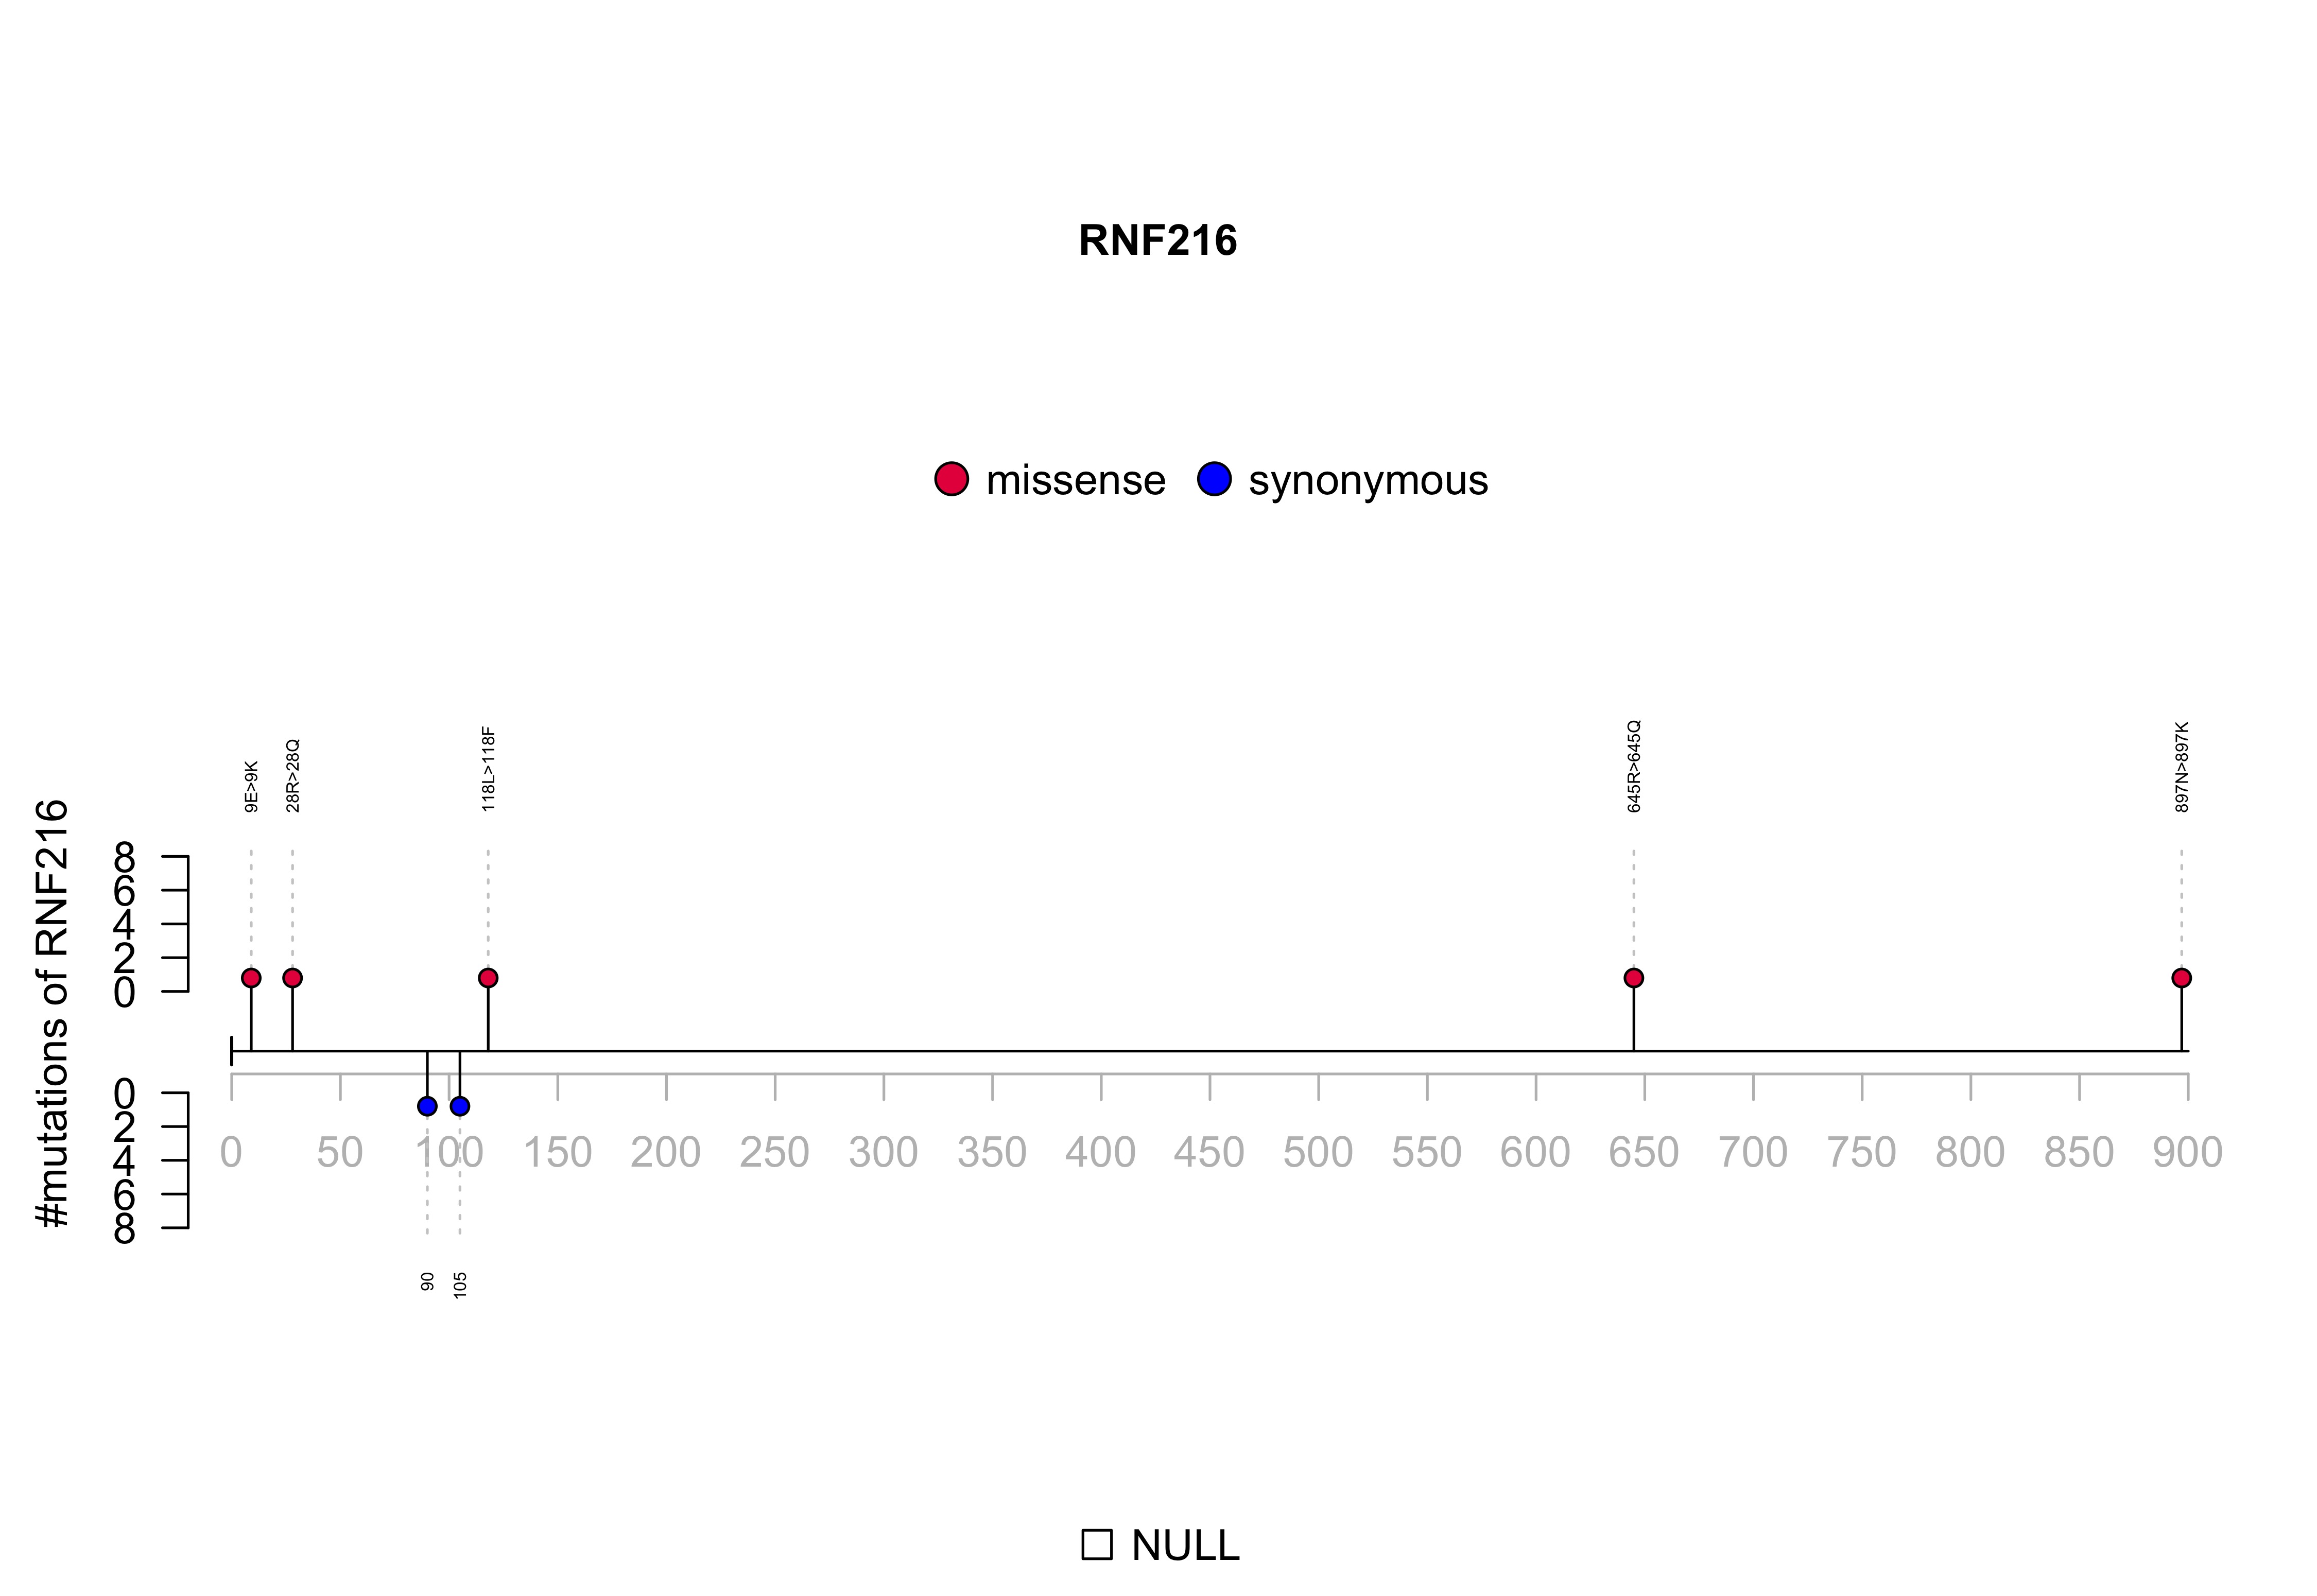 RNF216
missense synonymous
9E>9K
28R>28Q
118L>118F
645R>645Q
897N>897K
#mutations of RNF216
8
6
4
2
0
0
2
4
6
8
0 50 100 150 200 250 300 350 400 450 500 550 600 650 700 750 800 850 900
90
105
NULL